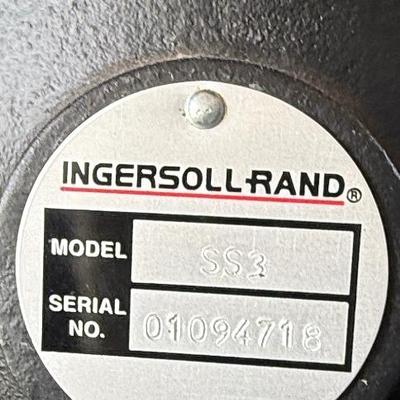 INGERSOLL-RAND®
MODEL SS3
SERIAL NO. 01094718